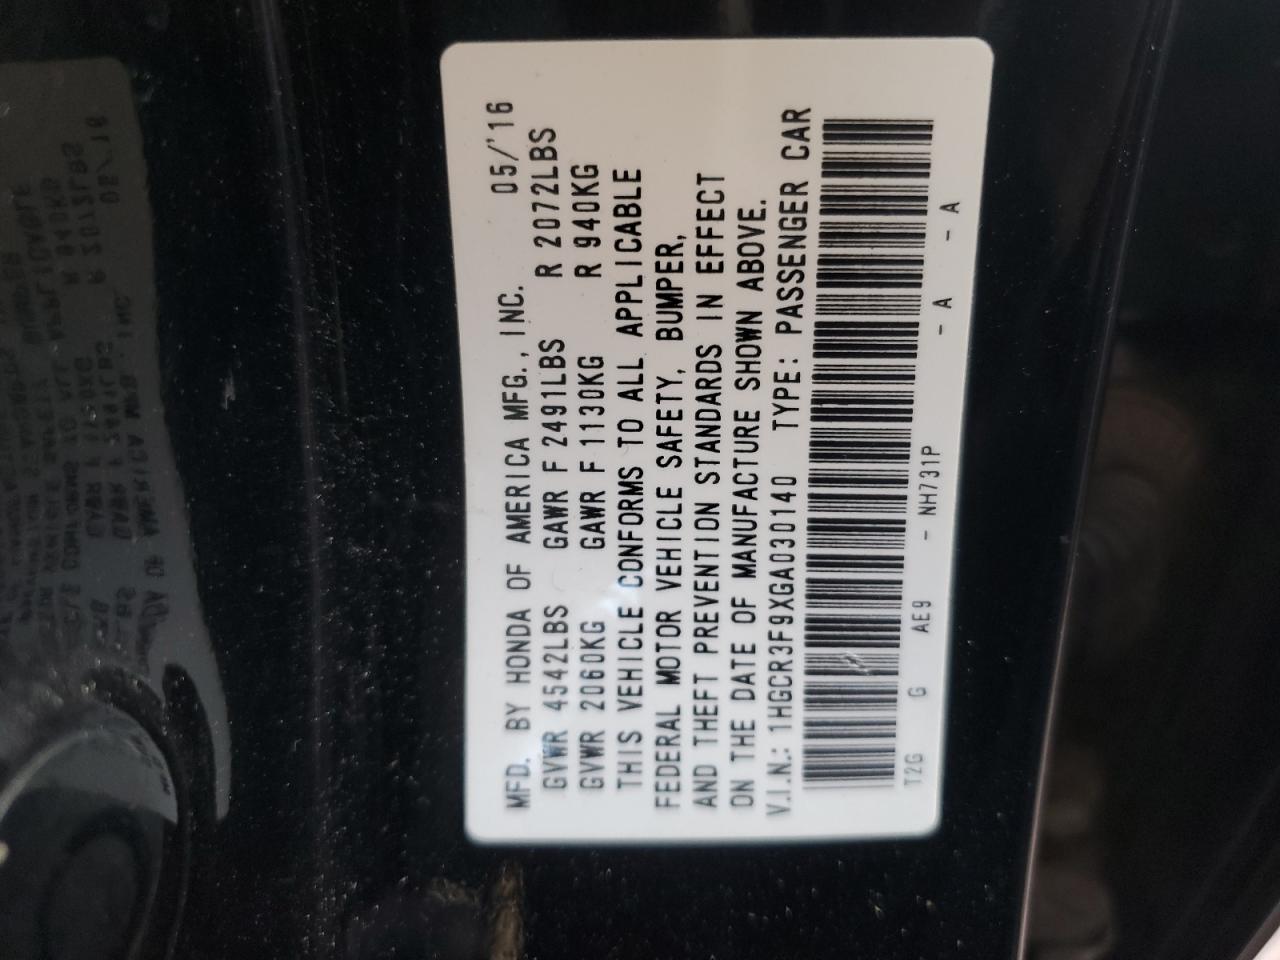 MFD. BY HONDA OF AMERICA MFG., INC. 05/'16
GVWR 4542LBS GAWR F 2491LBS R 2072LBS
GVWR 2060KG GAWR F 1130KG R 940KG
THIS VEHICLE CONFORMS TO ALL APPLICABLE
FEDERAL MOTOR VEHICLE SAFETY, BUMPER,
AND THEFT PREVENTION STANDARDS IN EFFECT
ON THE DATE OF MANUFACTURE SHOWN ABOVE.
V.I.N.: 1HGCR3F9XGA030140 TYPE: PASSENGER CAR
T2G G AE9 - NH731P - A - A